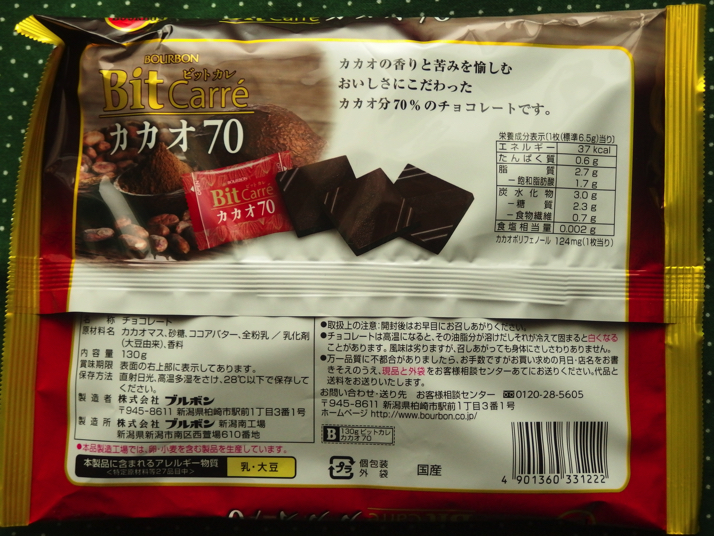 カカオ70
BOURBON
ビットカレ
Bit Carré
カカオ70
カカオの香りと苦みを愉しむ
おいしさにこだわった
カカオ分70%のチョコレートです。
BOURBON
Bit Carré
カカオ70
栄養成分表示(1枚(標準6.5g)当り)
エネルギー 37 kcal
たんぱく質 0.6 g
脂質 2.7 g
−飽和脂肪酸 1.7 g
炭水化物 3.0 g
−糖質 2.3 g
−食物繊維 0.7 g
食塩相当量 0.002 g
カカオポリフェノール 124mg(1枚当り)
名 称 チョコレート
原材料名 カカオマス、砂糖、ココアバター、全粉乳／乳化剤
(大豆由来)、香料
内容量 130g
賞味期限 表面の右上部に表示してあります。
保存方法 直射日光、高温多湿をさけ、28℃以下で保存して
ください。
製造者 株式会社 ブルボン
〒945-8611 新潟県柏崎市駅前1丁目3番1号
製造所 株式会社 ブルボン 新潟南工場
新潟県新潟市南区西萱場610番地
●本品製造工場では、卵・小麦を含む製品を生産しています。
本製品に含まれるアレルギー物質
<特定原材料等27品目中>
乳・大豆
●取扱上の注意：開封後はお早目にお召しあがりください。
●チョコレートは高温になると、その油脂分が溶けだしそれが冷えて固まると白くなる
ことがあります。風味は劣りますが、召しあがっても身体にさしさわりありません。
●万一品質に不都合がありましたら、お手数ですがお買い求めの月日・店名をお書
きそえのうえ、現品と外袋をお客様相談センターあてにお送りください。代品と
送料をお送りいたします。
お問い合わせ・送り先 お客様相談センター 0120-28-5605
〒945-8611 新潟県柏崎市駅前1丁目3番1号
ホームページ http://www.bourbon.co.jp/
B 130gビットカレ
カカオ70
プラ
個包装
外袋
国産
4 901360 331222